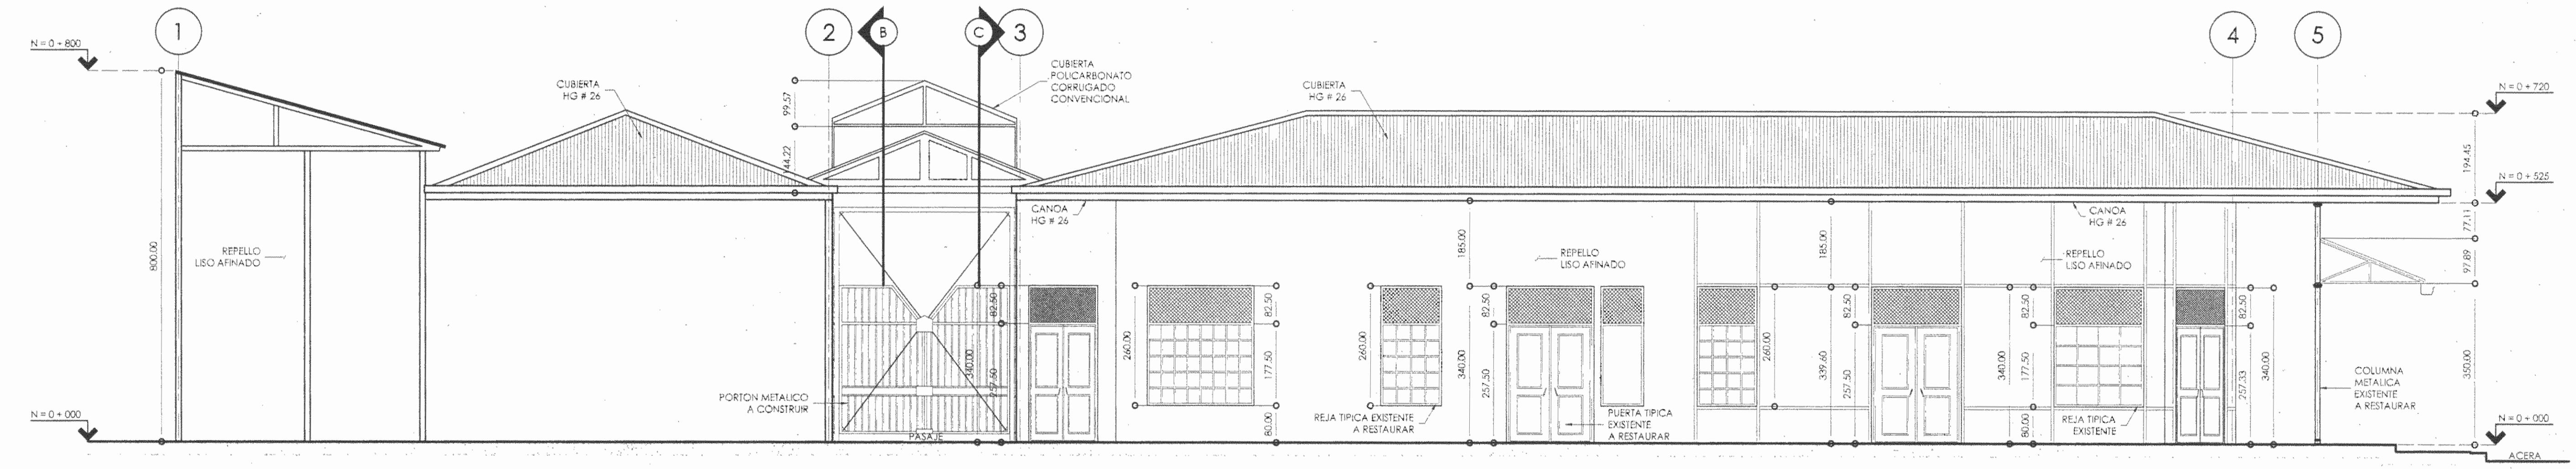 1
2
B
C
3
4
5
N = 0 + 800
N = 0 + 720
N = 0 + 525
N = 0 + 000
N = 0 + 000
CUBIERTA
HG # 26
99.57
44.22
CUBIERTA
POLICARBONATO
CORRUGADO
CONVENCIONAL
CUBIERTA
HG # 26
194.45
77.11
97.89
350.00
800.00
REPELLO
LISO AFINADO
CANOA
HG # 26
CANOA
HG # 26
185.00
REPELLO
LISO AFINADO
185.00
REPELLO
LISO AFINADO
PORTON METALICO
A CONSTRUIR
PASAJE
340.00
82.50
257.50
260.00
82.50
177.50
80.00
260.00
REJA TIPICA EXISTENTE
A RESTAURAR
340.00
82.50
257.50
PUERTA TIPICA
EXISTENTE
A RESTAURAR
260.00
339.60
82.50
257.50
340.00
82.50
177.50
80.00
REJA TIPICA
EXISTENTE
82.50
257.33
340.00
COLUMNA
METALICA
EXISTENTE
A RESTAURAR
ACERA